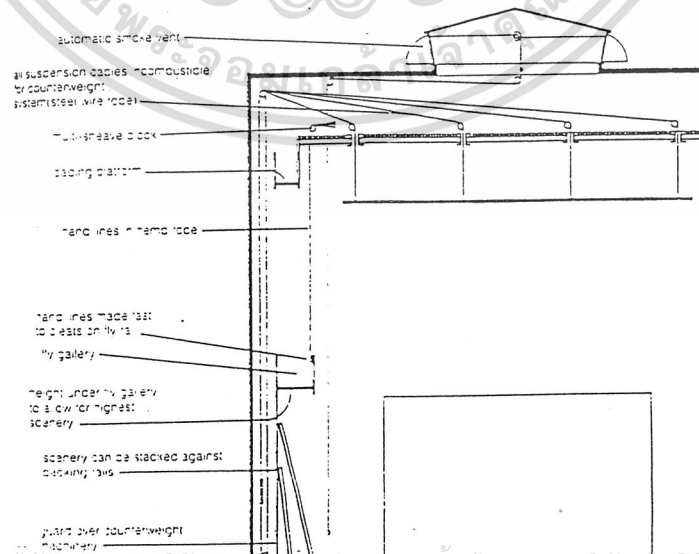 automatic smoke vent
all suspension cables incombustible
for counterweight
system (steel wire rope)
multi-sheave block
loading platform
hand lines in hemp rope
hand lines made fast
to cleats on fly rail
fly gallery
height under fly gallery
to allow for highest
scenery
scenery can be stacked against
packing rails
guard over counterweight
machinery